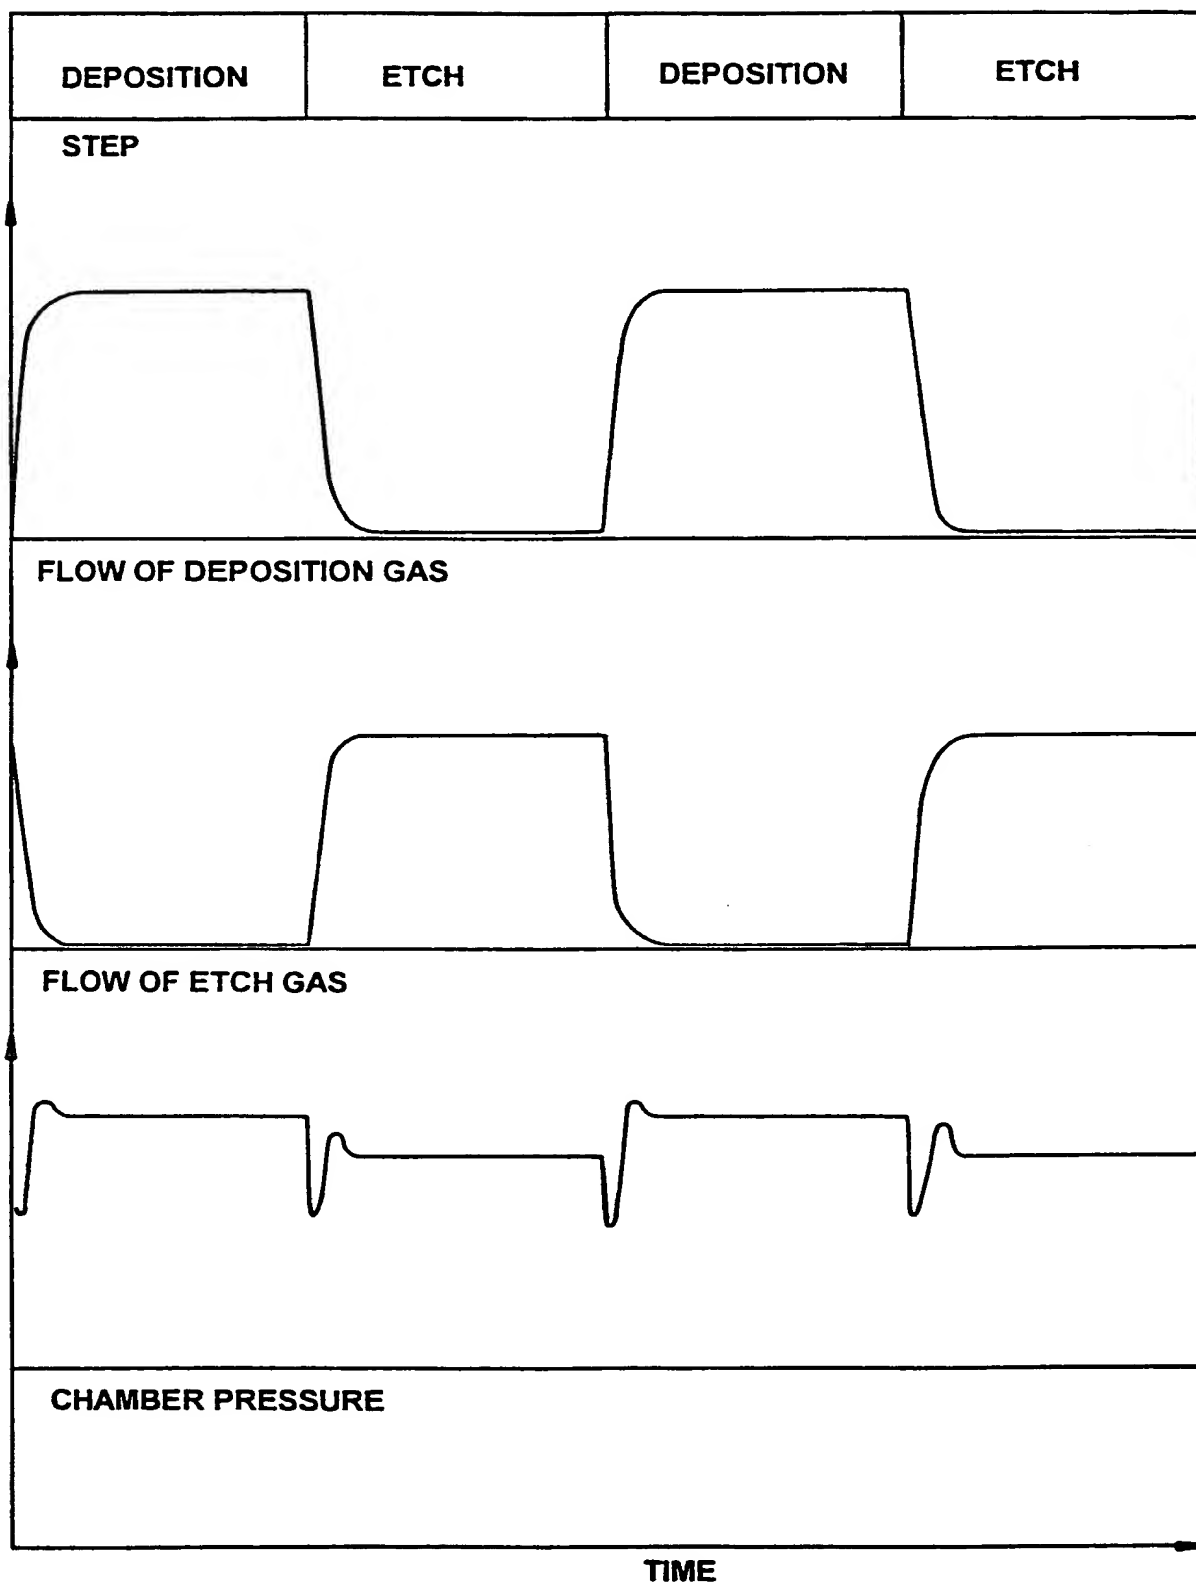 DEPOSITION ETCH DEPOSITION ETCH
STEP
FLOW OF DEPOSITION GAS
FLOW OF ETCH GAS
CHAMBER PRESSURE
TIME